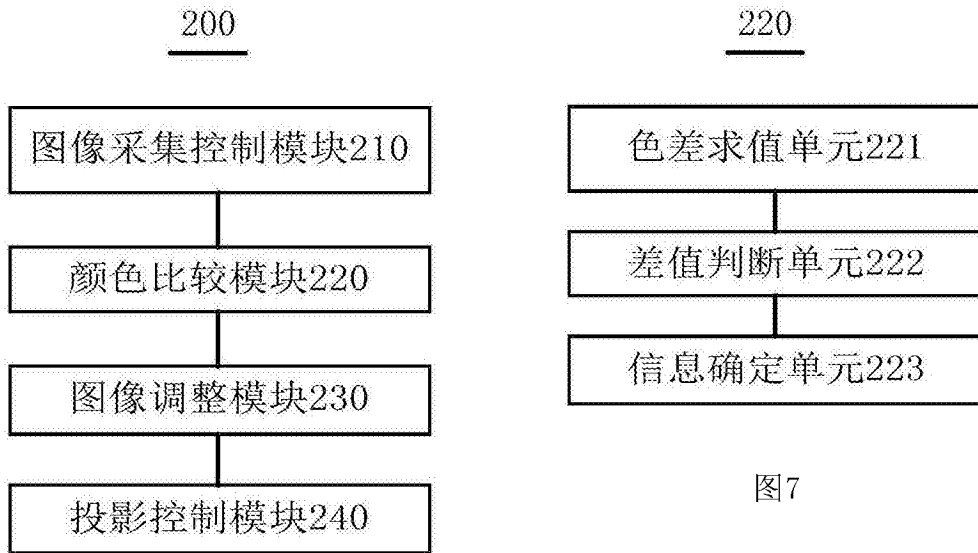 200
图像采集控制模块210
颜色比较模块220
图像调整模块230
投影控制模块240
220
色差求值单元221
差值判断单元222
信息确定单元223
图7